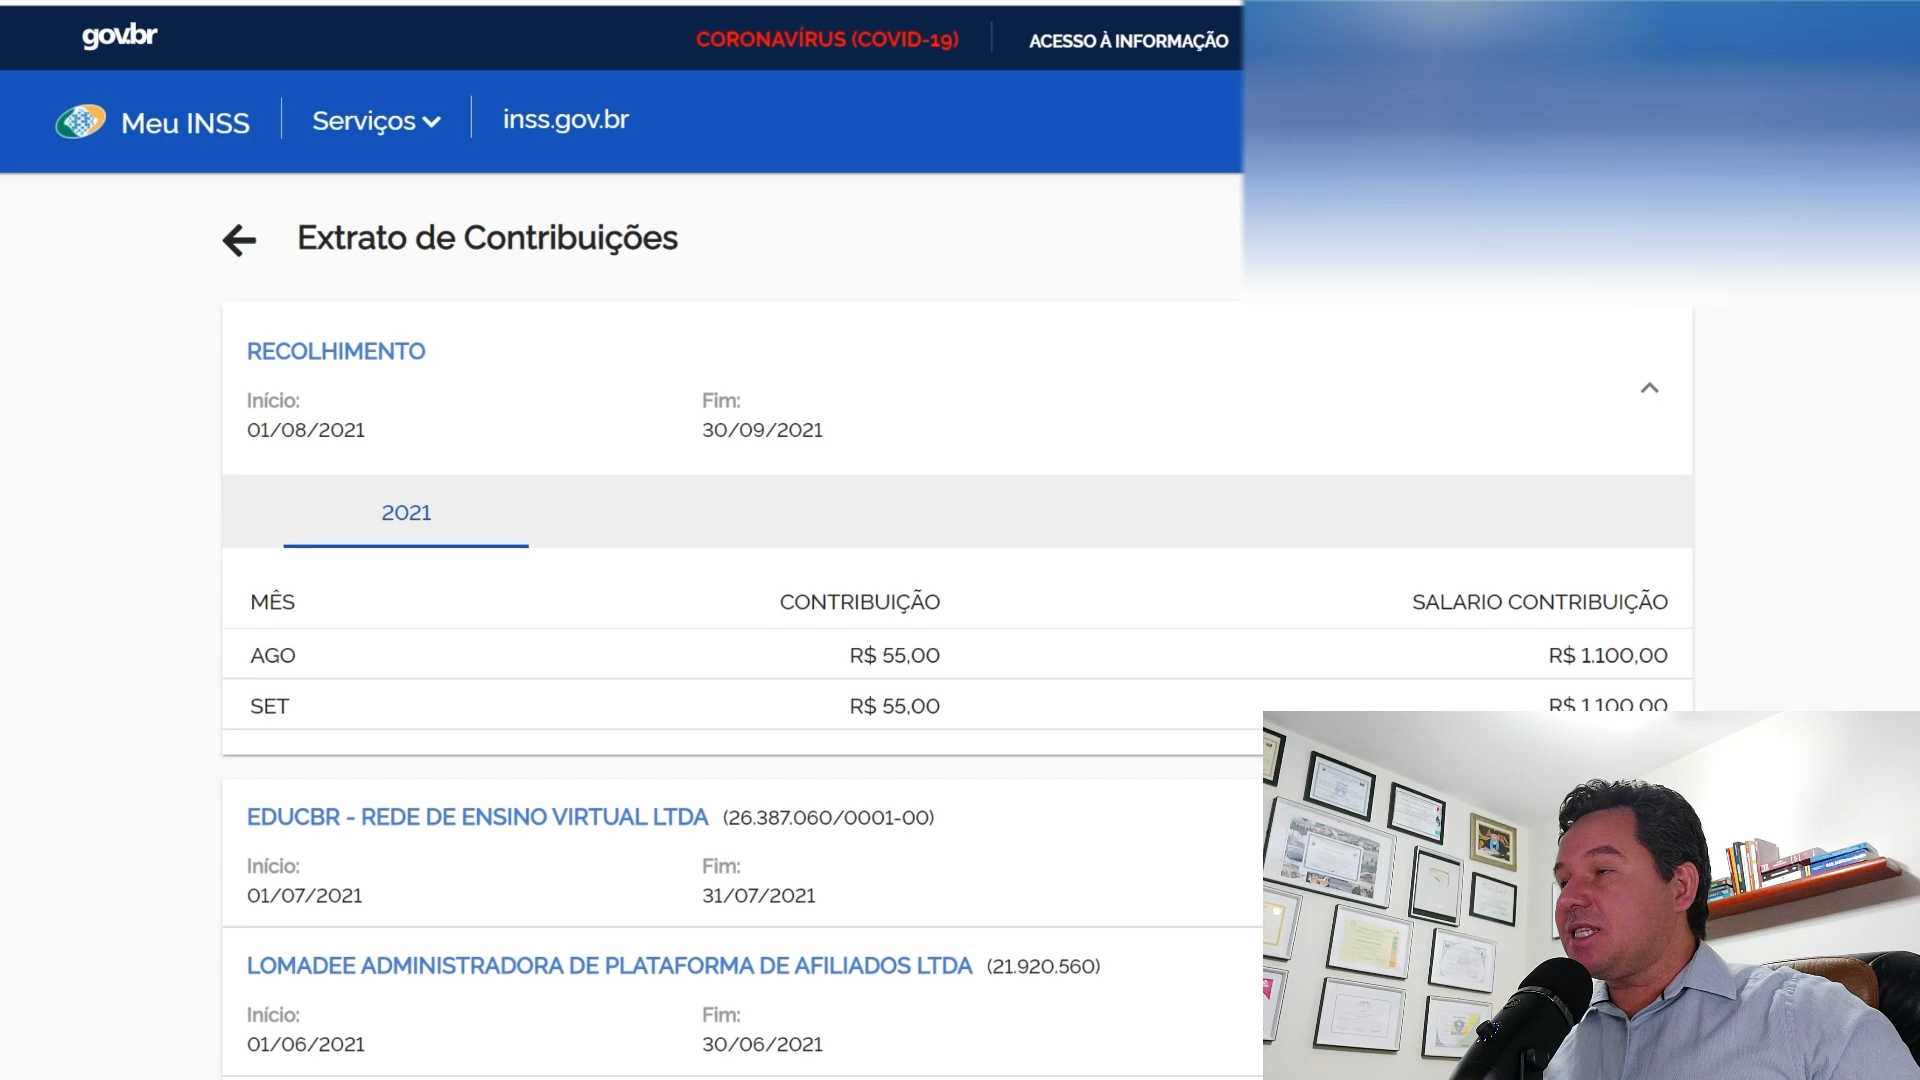 gov.br
CORONAVÍRUS (COVID-19)
ACESSO À INFORMAÇÃO
Meu INSS
Serviços
inss.gov.br
Extrato de Contribuições
RECOLHIMENTO
Início:
Fim:
01/08/2021
30/09/2021
2021
MÊS
CONTRIBUIÇÃO
SALARIO CONTRIBUIÇÃO
AGO
R$ 55,00
R$ 1.100,00
SET
R$ 55,00
R$ 1.100,00
EDUCBR - REDE DE ENSINO VIRTUAL LTDA (26.387.060/0001-00)
Início:
Fim:
01/07/2021
31/07/2021
LOMADEE ADMINISTRADORA DE PLATAFORMA DE AFILIADOS LTDA (21.920.560)
Início:
Fim:
01/06/2021
30/06/2021